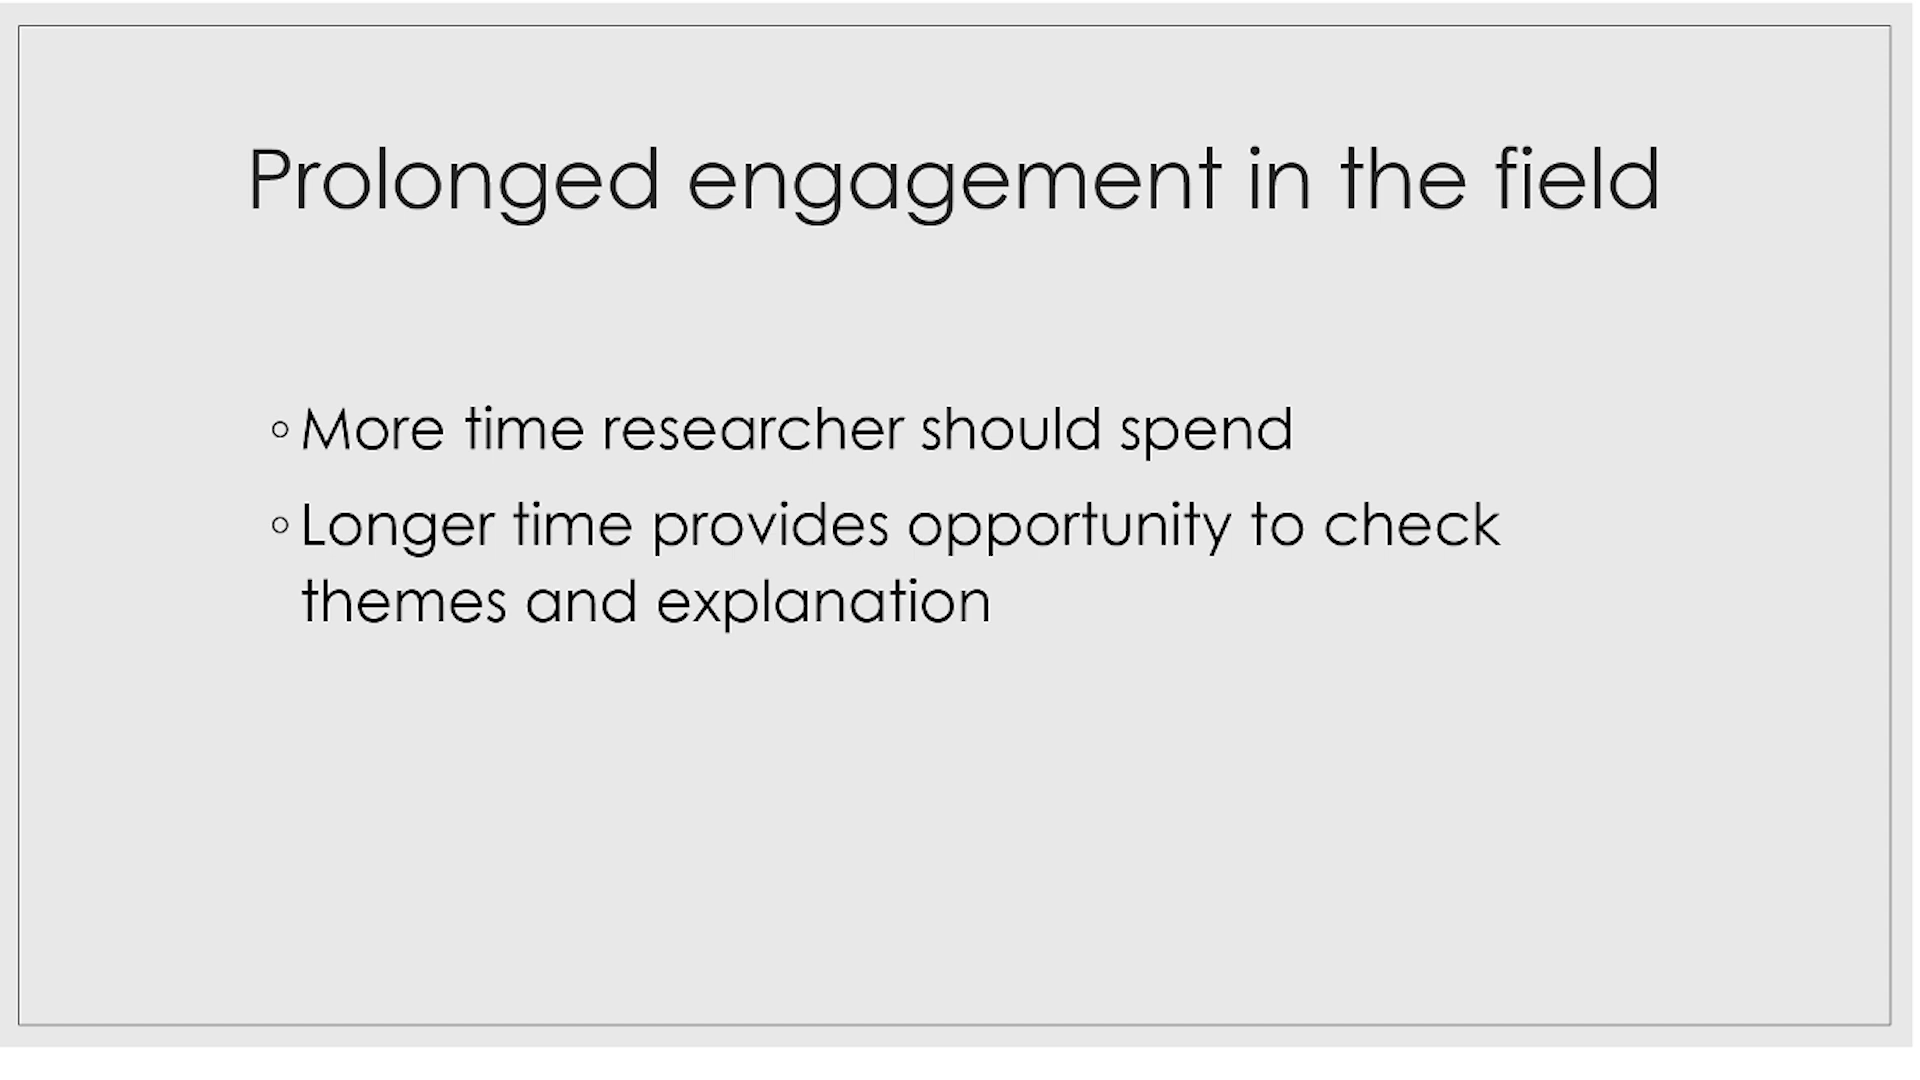 Prolonged engagement in the field
◦ More time researcher should spend
◦ Longer time provides opportunity to check
themes and explanation